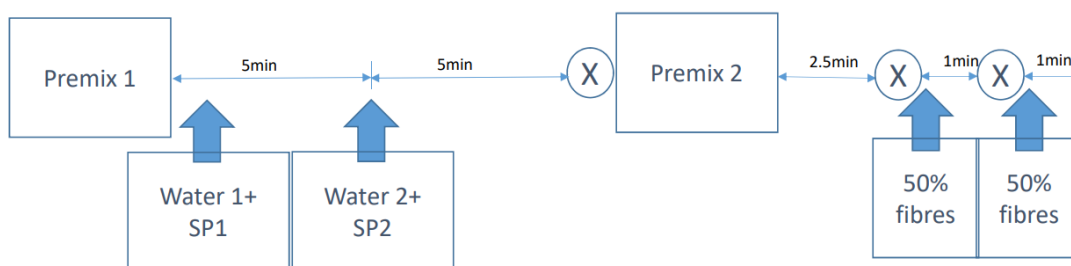 Premix 1
5min
5min
X
Premix 2
2.5min
X
1min
X
1min
Water 1+
SP1
Water 2+
SP2
50%
fibres
50%
fibres